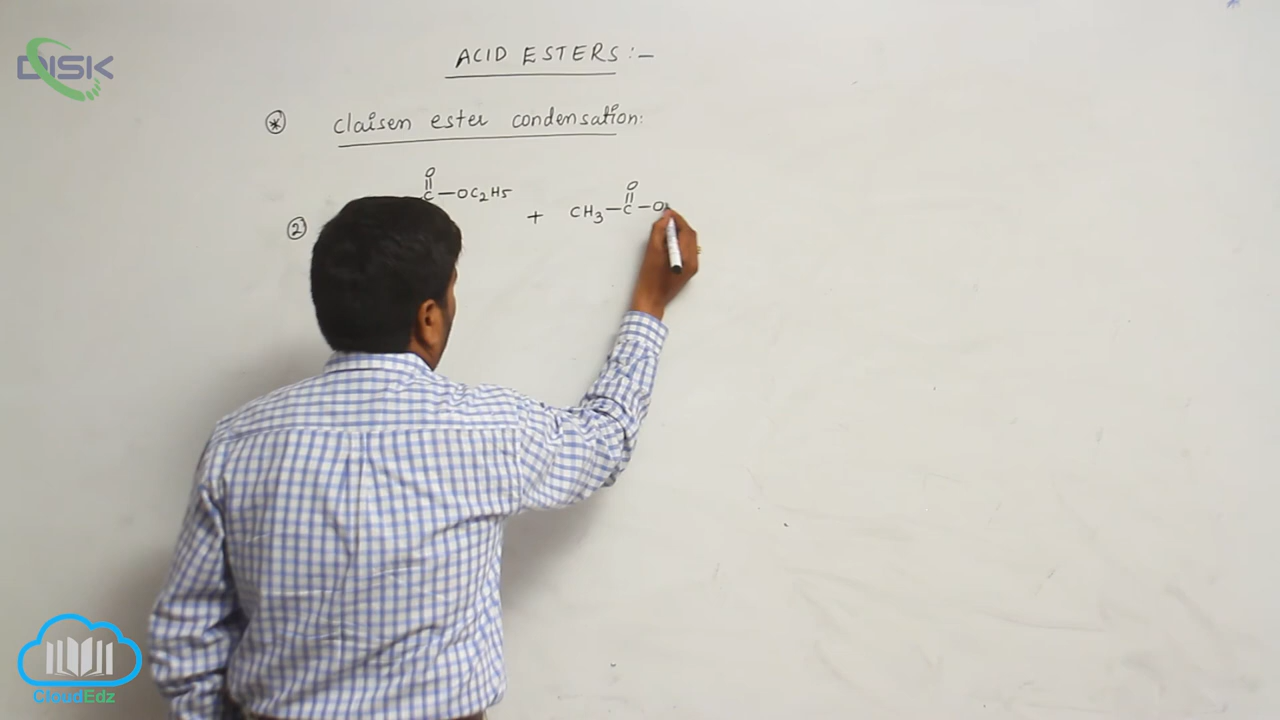 DISK
ACID ESTERS:-
* Claisen ester condensation:
O O
C-OC2H5 + CH3-C-O
2
CloudEdz